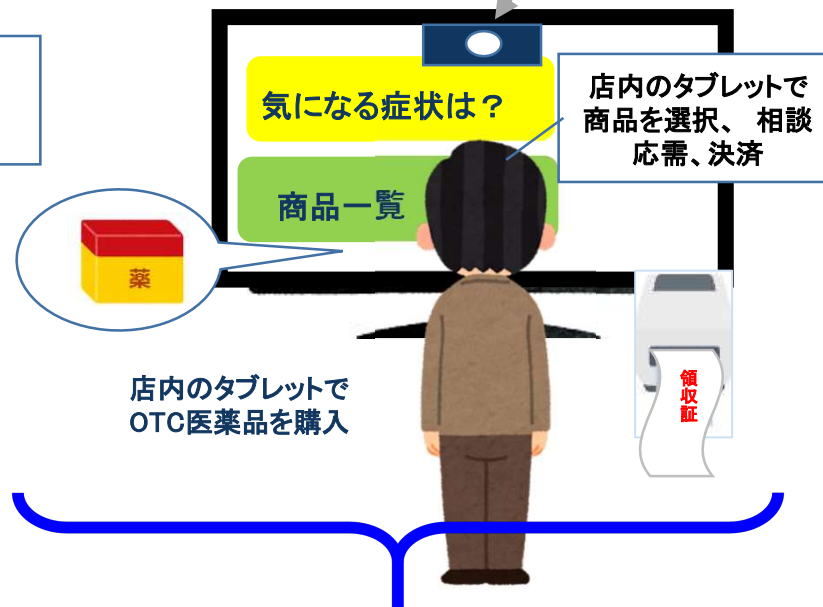 気になる症状は？
店内のタブレットで
商品を選択、 相談
応需、決済
商品一覧
薬
領収証
店内のタブレットで
OTC医薬品を購入